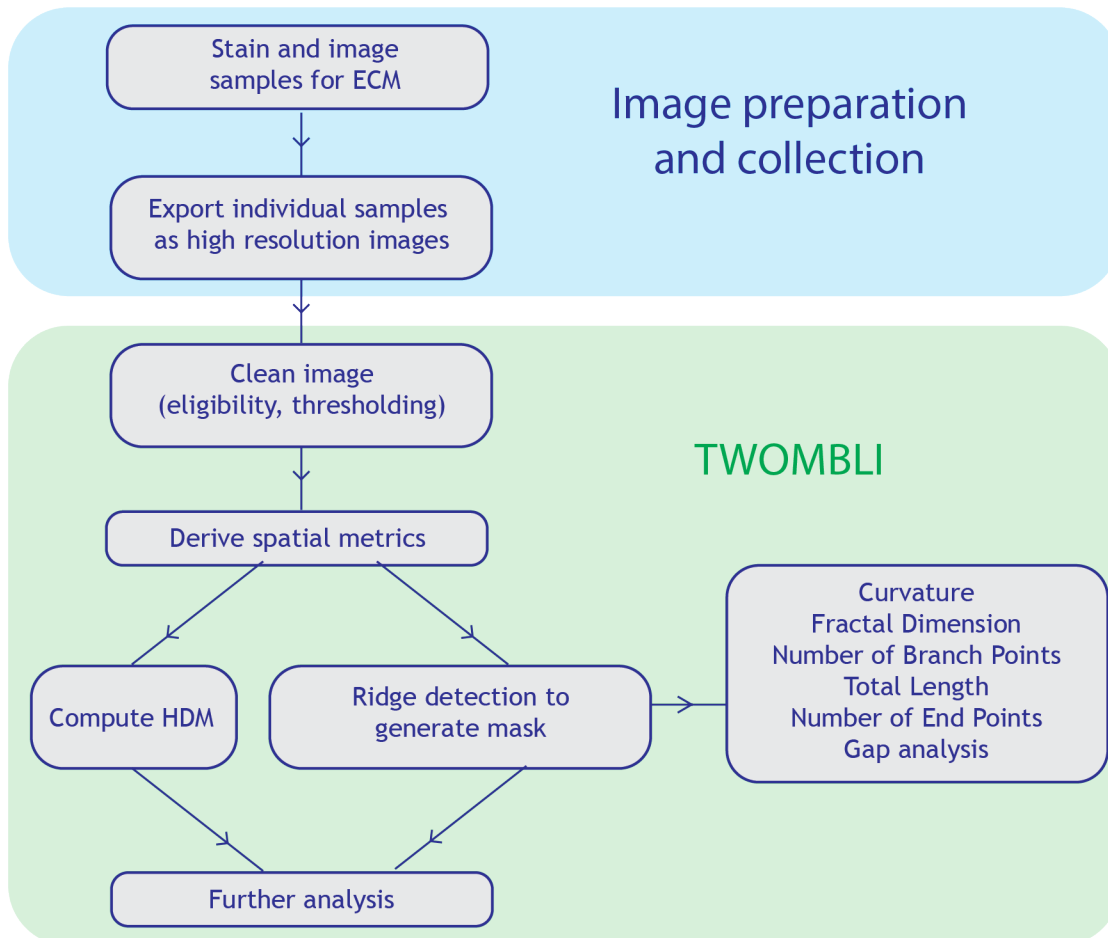 Stain and image
samples for ECM
Image preparation
and collection
Export individual samples
as high resolution images
Clean image
(eligibility, thresholding)
TWOMBLI
Derive spatial metrics
Compute HDM
Ridge detection to
generate mask
Curvature
Fractal Dimension
Number of Branch Points
Total Length
Number of End Points
Gap analysis
Further analysis